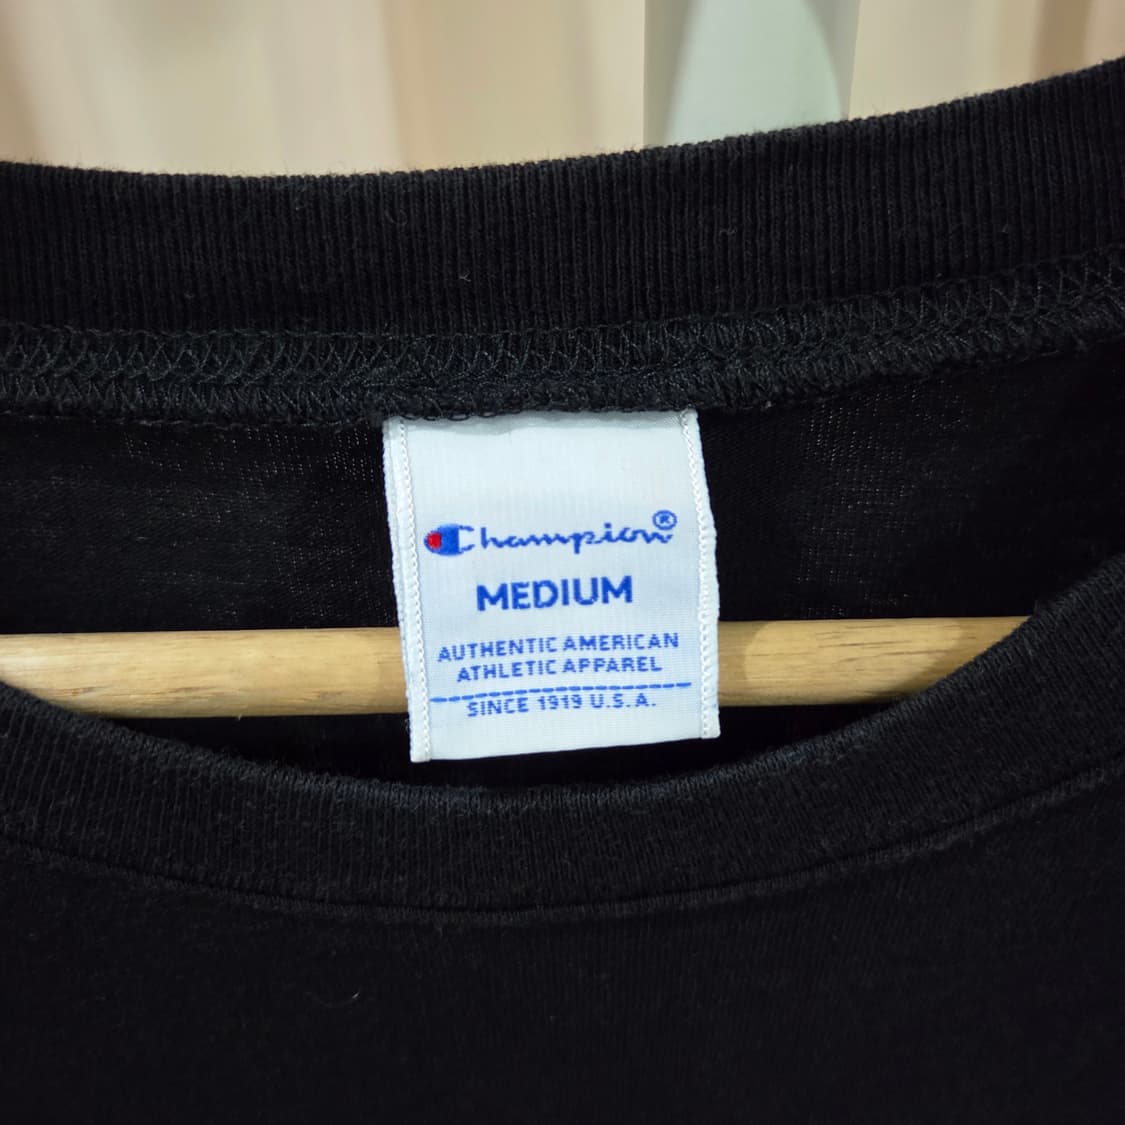 Champion®
MEDIUM
AUTHENTIC AMERICAN
ATHLETIC APPAREL
SINCE 1919 U.S.A.